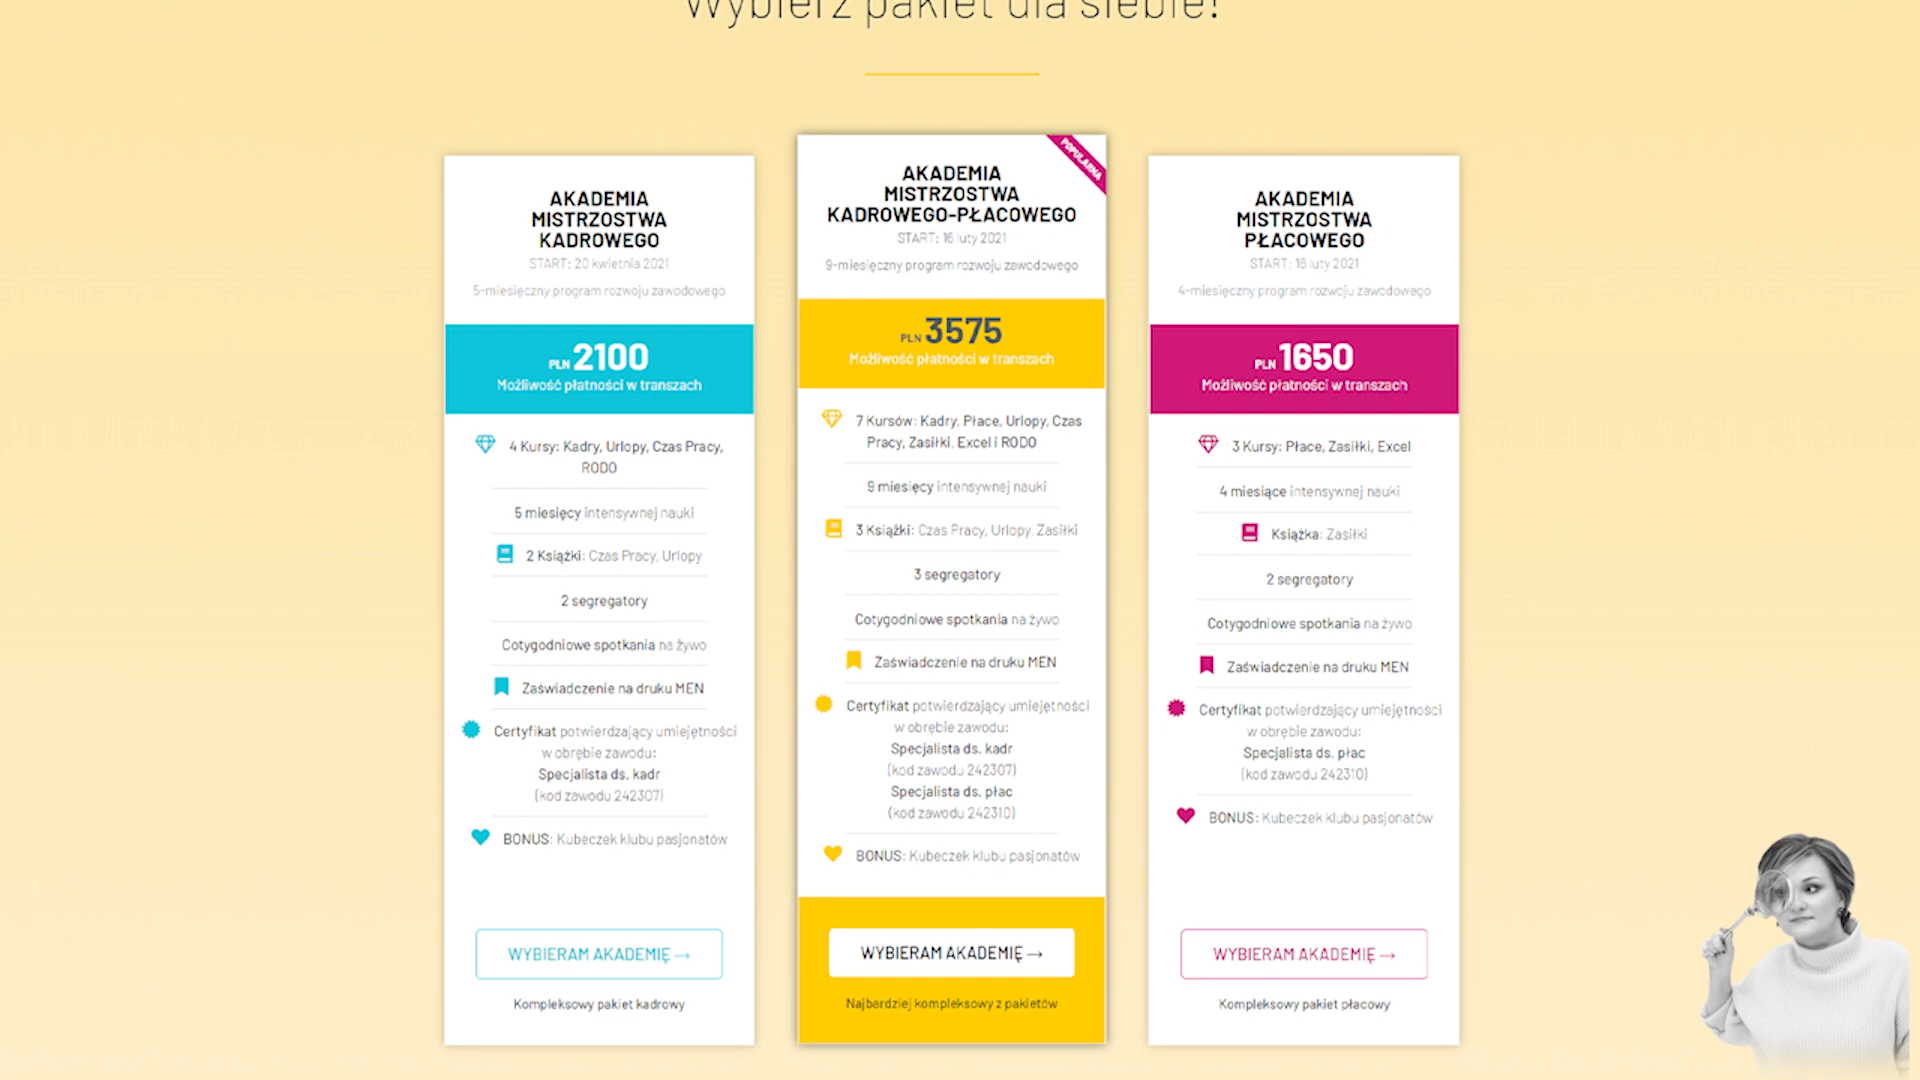 Wybierz pakiet dla siebie!
AKADEMIA
MISTRZOSTWA
KADROWEGO
START: 20 kwietnia 2021
5-miesięczny program rozwoju zawodowego
PLN 2100
Możliwość płatności w transzach
4 Kursy: Kadry, Urlopy, Czas Pracy,
RODO
5 miesięcy intensywnej nauki
2 Książki: Czas Pracy, Urlopy
2 segregatory
Cotygodniowe spotkania na żywo
Zaświadczenie na druku MEN
Certyfikat potwierdzający umiejętności
w obrębie zawodu:
Specjalista ds. kadr
(kod zawodu 242307)
BONUS: Kubeczek klubu pasjonatów
WYBIERAM AKADEMIĘ →
Kompleksowy pakiet kadrowy
POPULARNA
AKADEMIA
MISTRZOSTWA
KADROWEGO-PŁACOWEGO
START: 16 luty 2021
9-miesięczny program rozwoju zawodowego
PLN 3575
Możliwość płatności w transzach
7 Kursów: Kadry, Płace, Urlopy, Czas
Pracy, Zasiłki, Excel i RODO
9 miesięcy intensywnej nauki
3 Książki: Czas Pracy, Urlopy, Zasiłki
3 segregatory
Cotygodniowe spotkania na żywo
Zaświadczenie na druku MEN
Certyfikat potwierdzający umiejętności
w obrębie zawodu:
Specjalista ds. kadr
(kod zawodu 242307)
Specjalista ds. płac
(kod zawodu 242310)
BONUS: Kubeczek klubu pasjonatów
WYBIERAM AKADEMIĘ →
Najbardziej kompleksowy z pakietów
AKADEMIA
MISTRZOSTWA
PŁACOWEGO
START: 16 luty 2021
4-miesięczny program rozwoju zawodowego
PLN 1650
Możliwość płatności w transzach
3 Kursy: Płace, Zasiłki, Excel
4 miesiące intensywnej nauki
Książka: Zasiłki
2 segregatory
Cotygodniowe spotkania na żywo
Zaświadczenie na druku MEN
Certyfikat potwierdzający umiejętności
w obrębie zawodu:
Specjalista ds. płac
(kod zawodu 242310)
BONUS: Kubeczek klubu pasjonatów
WYBIERAM AKADEMIĘ →
Kompleksowy pakiet płacowy